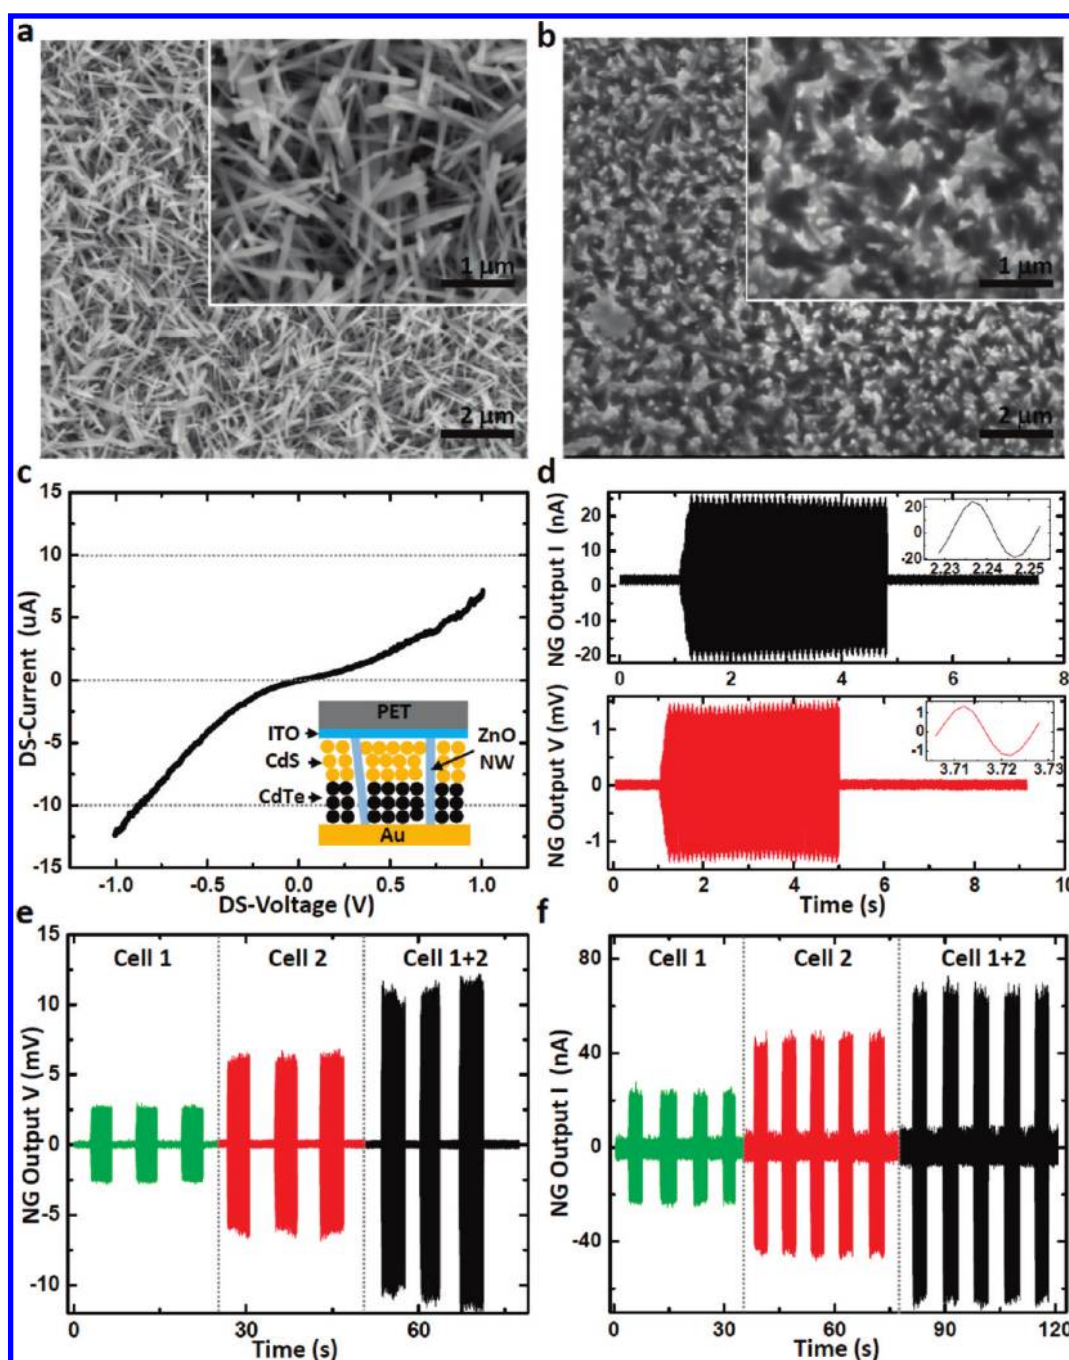 a
1 μm
2 μm
b
1 μm
2 μm
c
15
10
5
0
-5
-10
-15
DS-Current (uA)
-1.0 -0.5 0.0 0.5 1.0
DS-Voltage (V)
PET
ITO
CdS
CdTe
ZnO
NW
Au
d
20
10
0
-10
-20
NG Output I (nA)
0 2 4 6 8
20
0
-20
2.23 2.24 2.25
1
0
-1
NG Output V (mV)
0 2 4 6 8 10
Time (s)
1
0
-1
3.71 3.72 3.73
e
15
10
5
0
-5
-10
NG Output V (mV)
Cell 1 Cell 2 Cell 1+2
0 30 60
Time (s)
f
80
40
0
-40
NG Output I (nA)
Cell 1 Cell 2 Cell 1+2
0 30 60 90 120
Time (s)